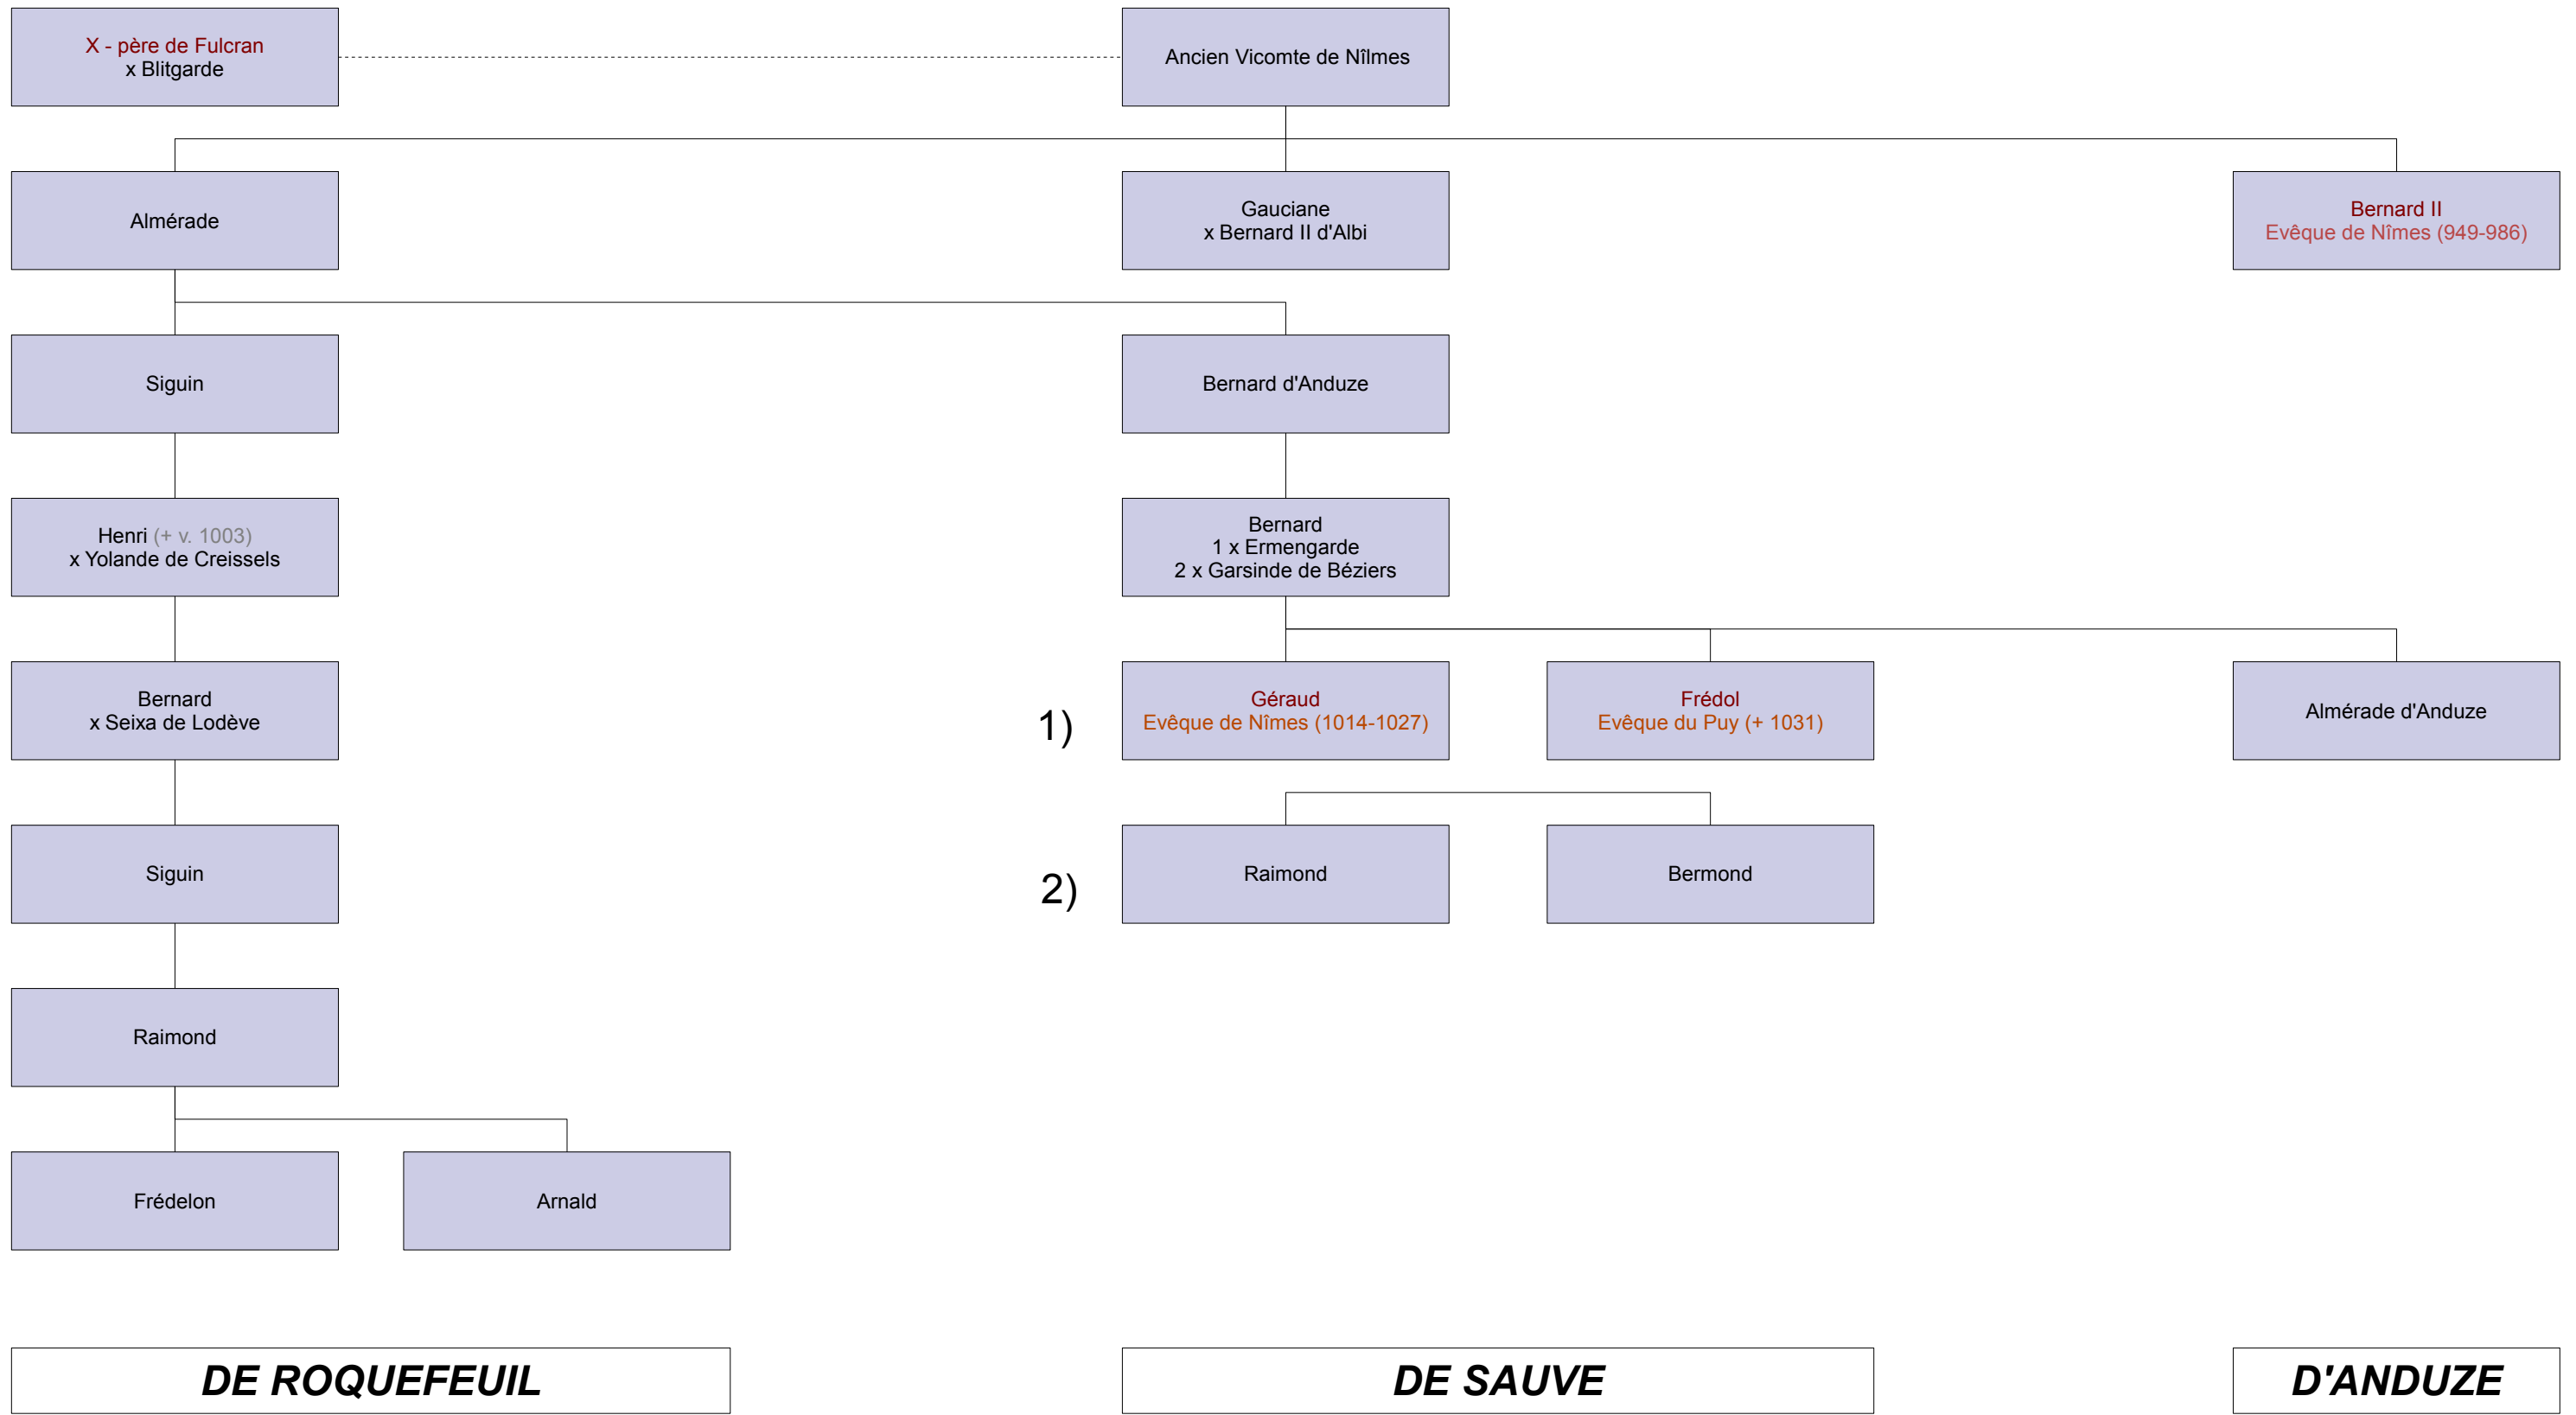 X - père de Fulcran
x Blitgarde
Ancien Vicomte de Nîlmes
Almérade
Gauciane
x Bernard II d'Albi
Bernard II
Evêque de Nîmes (949-986)
Siguin
Bernard d'Anduze
Henri (+ v. 1003)
x Yolande de Creissels
Bernard
1 x Ermengarde
2 x Garsinde de Béziers
Bernard
x Seixa de Lodève
1)
Géraud
Evêque de Nîmes (1014-1027)
Frédol
Evêque du Puy (+ 1031)
Almérade d'Anduze
Siguin
2)
Raimond
Bermond
Raimond
Frédelon
Arnald
DE ROQUEFEUIL
DE SAUVE
D'ANDUZE